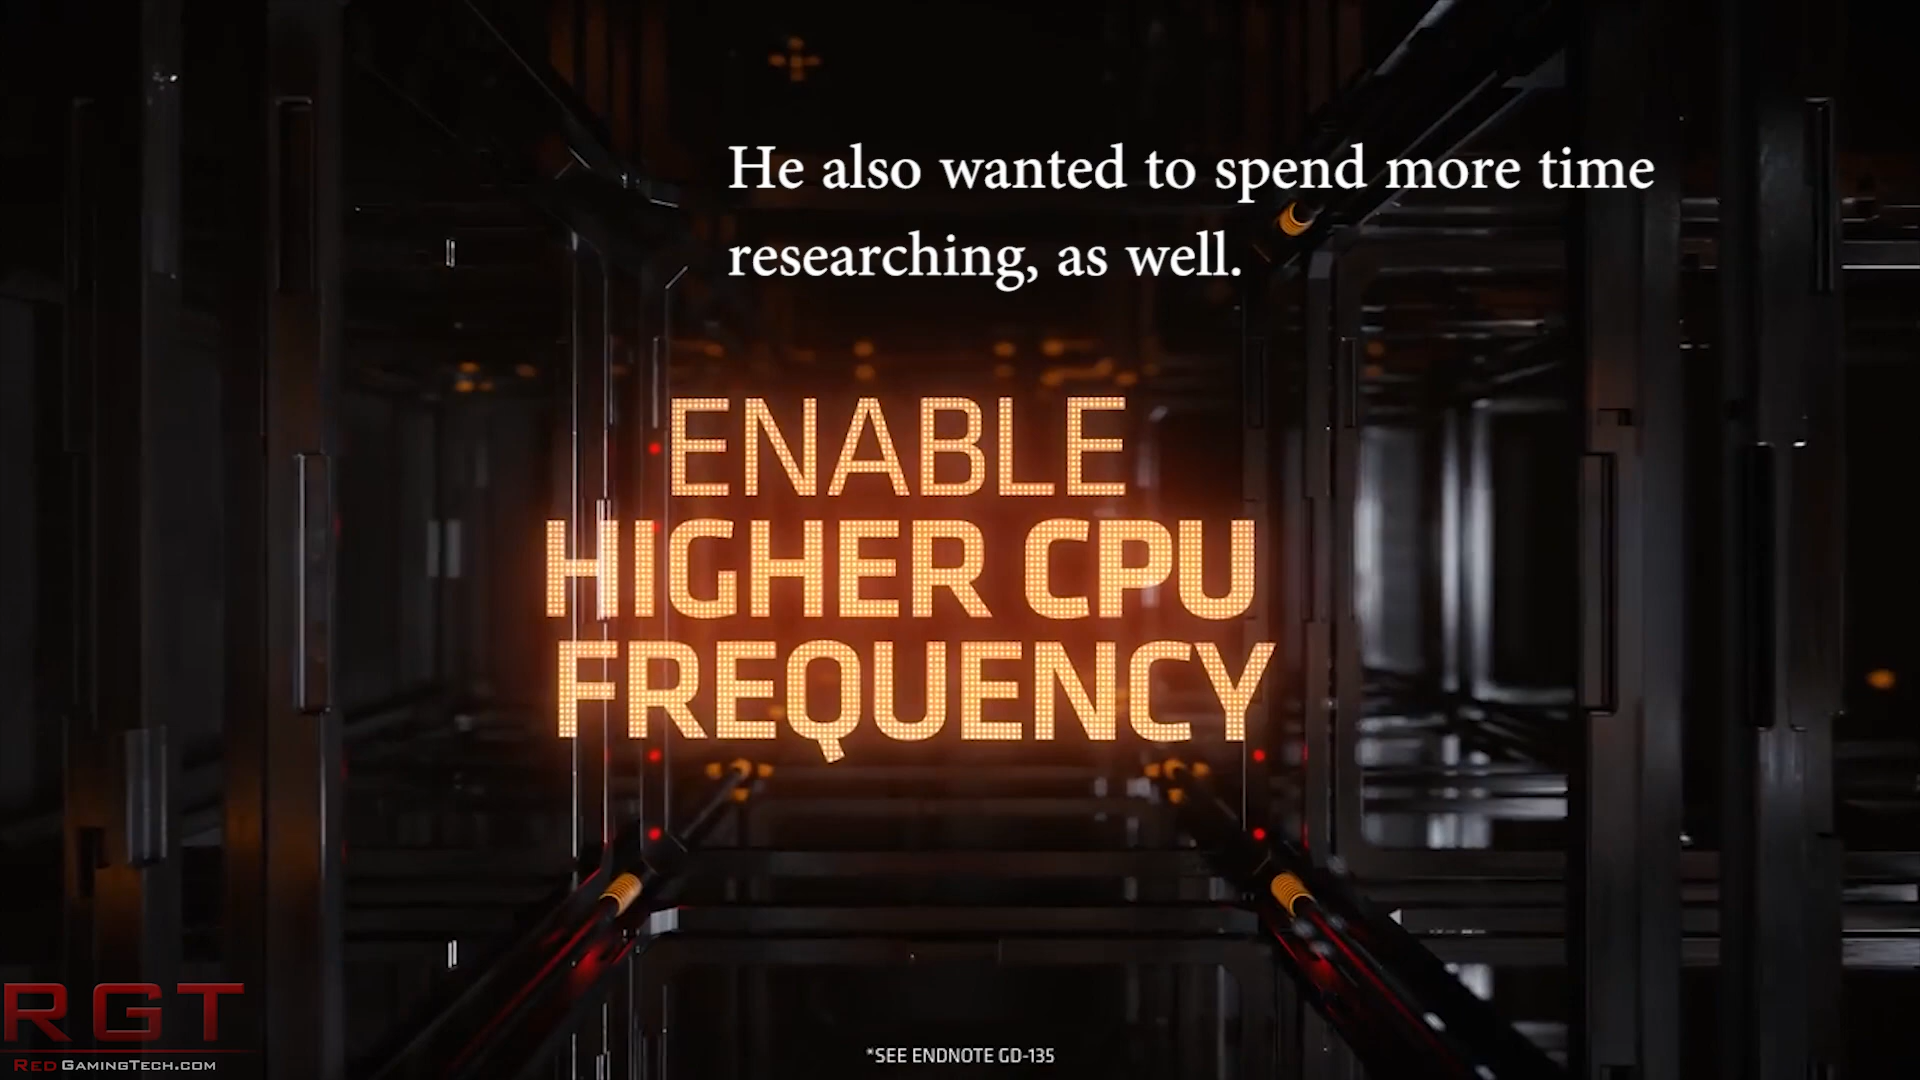 He also wanted to spend more time
researching, as well.
ENABLE
HIGHER CPU
FREQUENCY
RGT
REDGAMINGTECH.COM
*SEE ENDNOTE GD-135